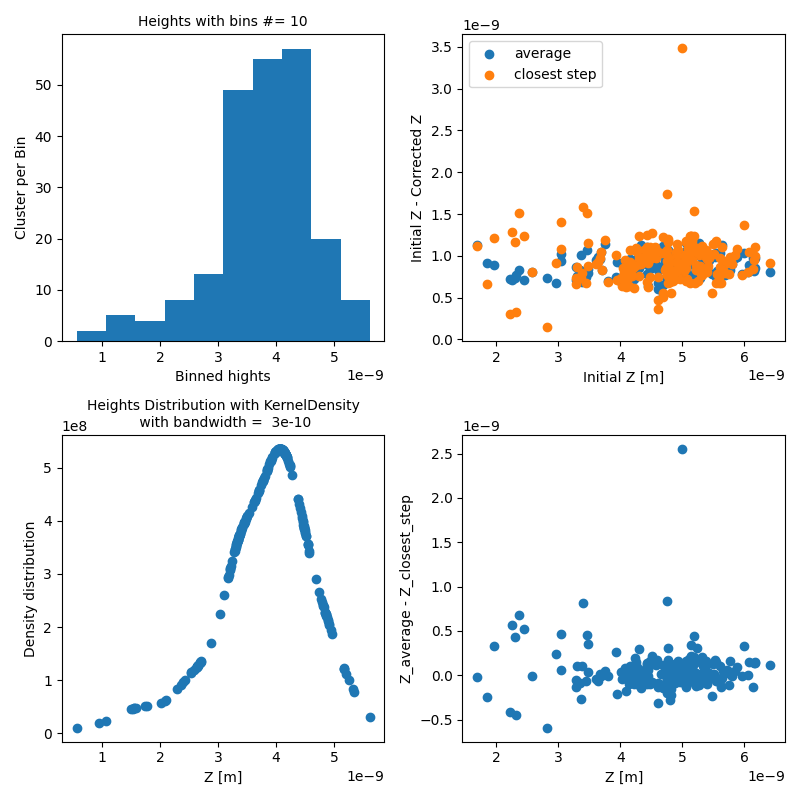 Heights with bins #= 10
Cluster per Bin
50
40
30
20
10
0
1
2
3
4
5
1e−9
Binned hights
1e−9
average
closest step
Initial Z - Corrected Z
3.5
3.0
2.5
2.0
1.5
1.0
0.5
0.0
2
3
4
5
6
1e−9
Initial Z [m]
Heights Distribution with KernelDensity
with bandwidth =  3e-10
1e8
Density distribution
5
4
3
2
1
0
1
2
3
4
5
1e−9
Z [m]
1e−9
Z_average - Z_closest_step
2.5
2.0
1.5
1.0
0.5
0.0
−0.5
2
3
4
5
6
1e−9
Z [m]